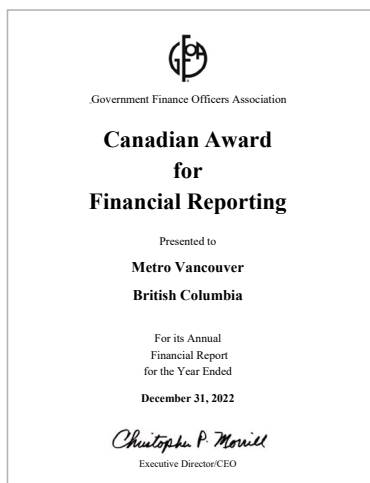 GFOA
Government Finance Officers Association
Canadian Award
for
Financial Reporting
Presented to
Metro Vancouver
British Columbia
For its Annual
Financial Report
for the Year Ended
December 31, 2022
Christopher P. Morrill
Executive Director/CEO